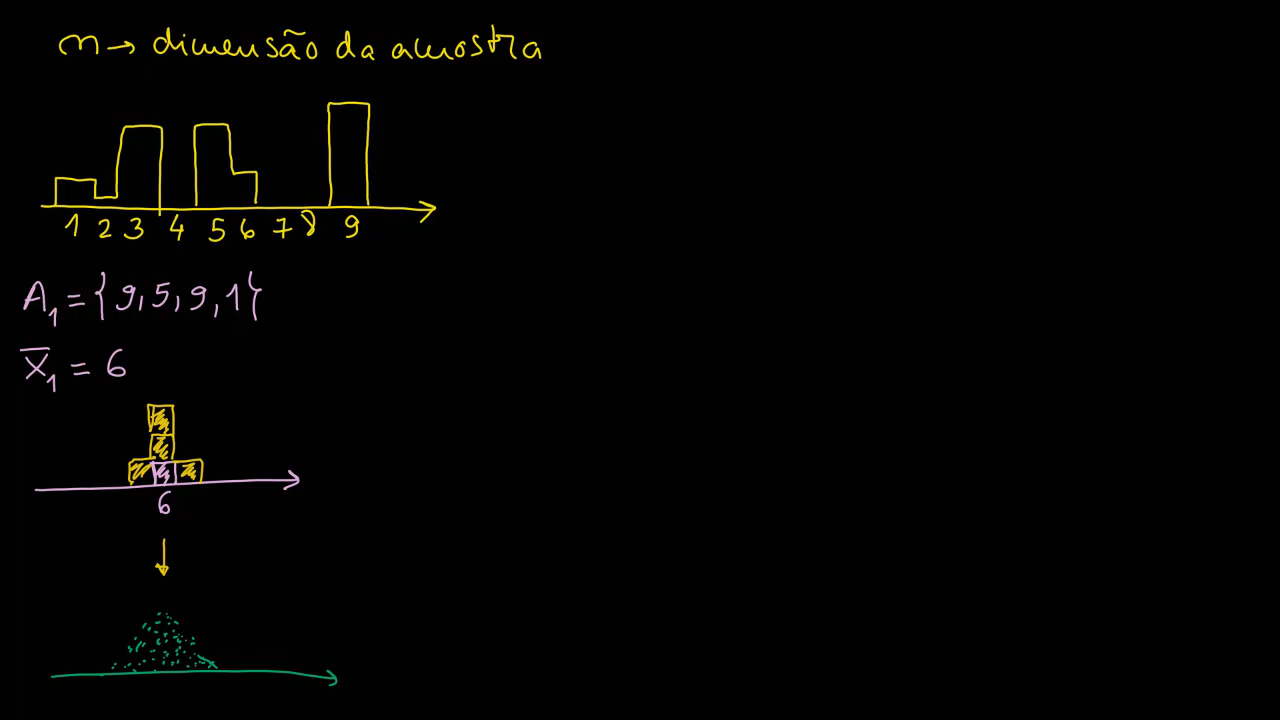 n → dimensão da amostra
1 2 3 4 5 6 7 8 9
A₁ = {9, 5, 9, 1}
X̅₁ = 6
6